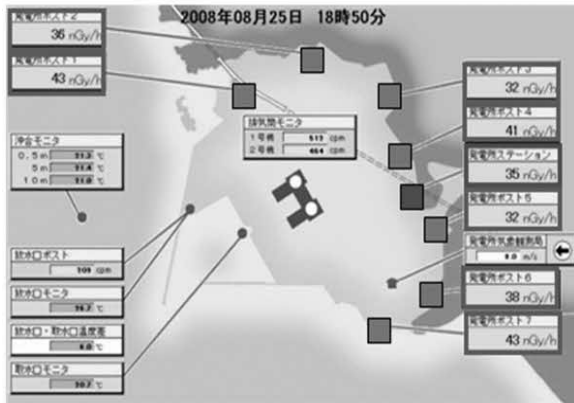 2008年08月25日 18時50分
発電所ポスト2
36 nGy/h
発電所ポスト1
43 nGy/h
発電所ポスト3
32 nGy/h
発電所ポスト4
41 nGy/h
発電所ステーション
35 nGy/h
発電所ポスト5
32 nGy/h
発電所気象観測局
m/s
発電所ポスト6
38 nGy/h
発電所ポスト7
43 nGy/h
排気筒モニタ
1号機 cpm
2号機 cpm
沖合モニタ
0.5m ℃
5m ℃
10m ℃
放水口ポスト
cpm
放水口モニタ
℃
放水口・取水口温度差
℃
取水口モニタ
℃